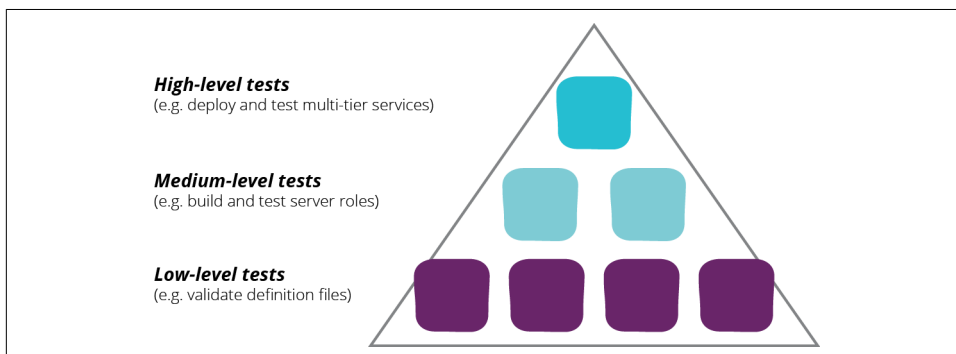 High-level tests
(e.g. deploy and test multi-tier services)
Medium-level tests
(e.g. build and test server roles)
Low-level tests
(e.g. validate definition files)